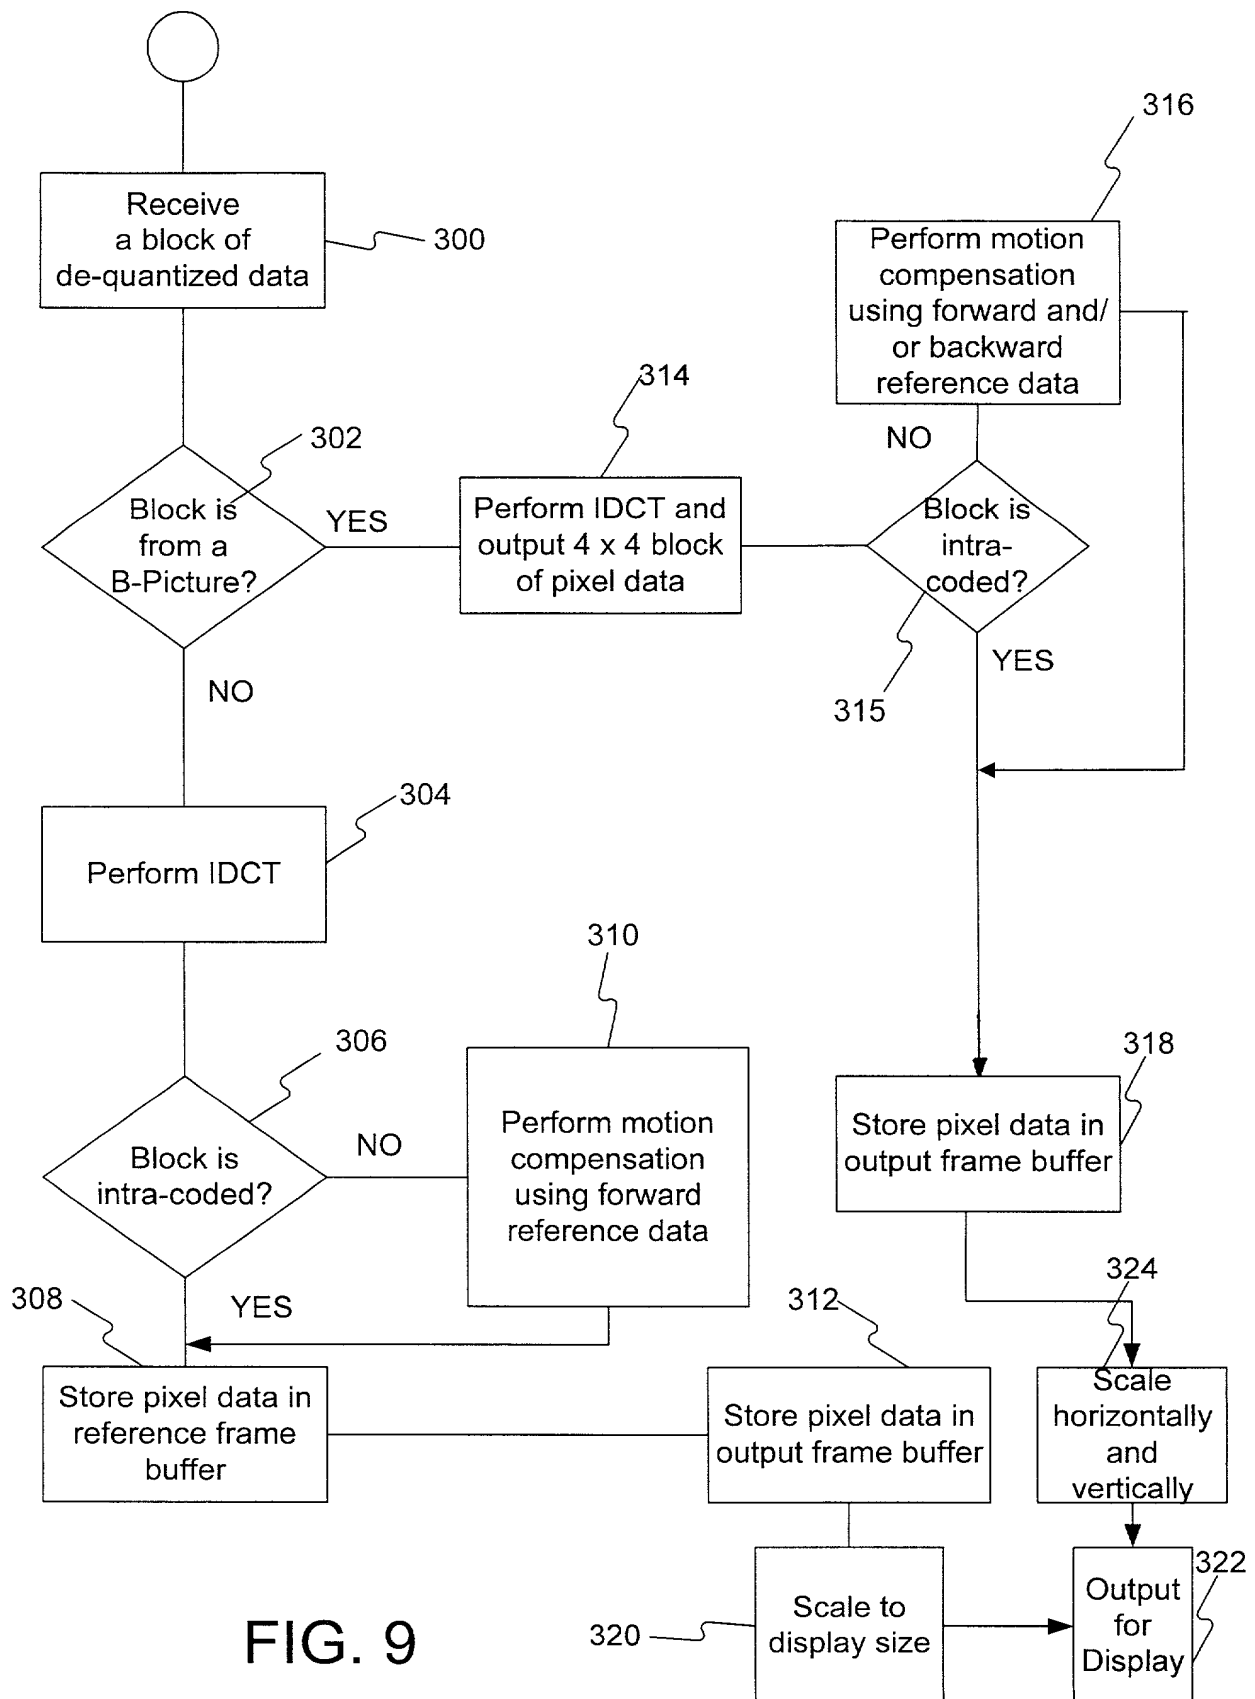 316
Receive
a block of
de-quantized data
300
Perform motion
compensation
using forward and/
or backward
reference data
314
NO
302
Block is
from a
B-Picture?
YES
Perform IDCT and
output 4 x 4 block
of pixel data
Block is
intra-
coded?
YES
315
NO
304
Perform IDCT
310
306
318
Block is
intra-coded?
NO
Perform motion
compensation
using forward
reference data
Store pixel data in
output frame buffer
308
YES
312
324
Store pixel data in
reference frame
buffer
Store pixel data in
output frame buffer
Scale
horizontally
and
vertically
FIG. 9
320
Scale to
display size
Output
for
Display
322